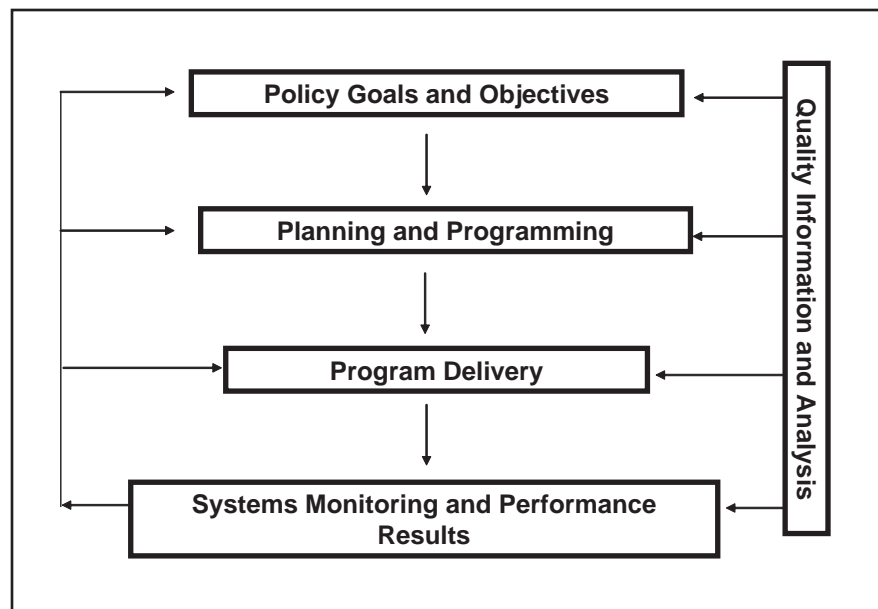 Policy Goals and Objectives
Planning and Programming
Program Delivery
Systems Monitoring and Performance
Results
Quality Information and Analysis